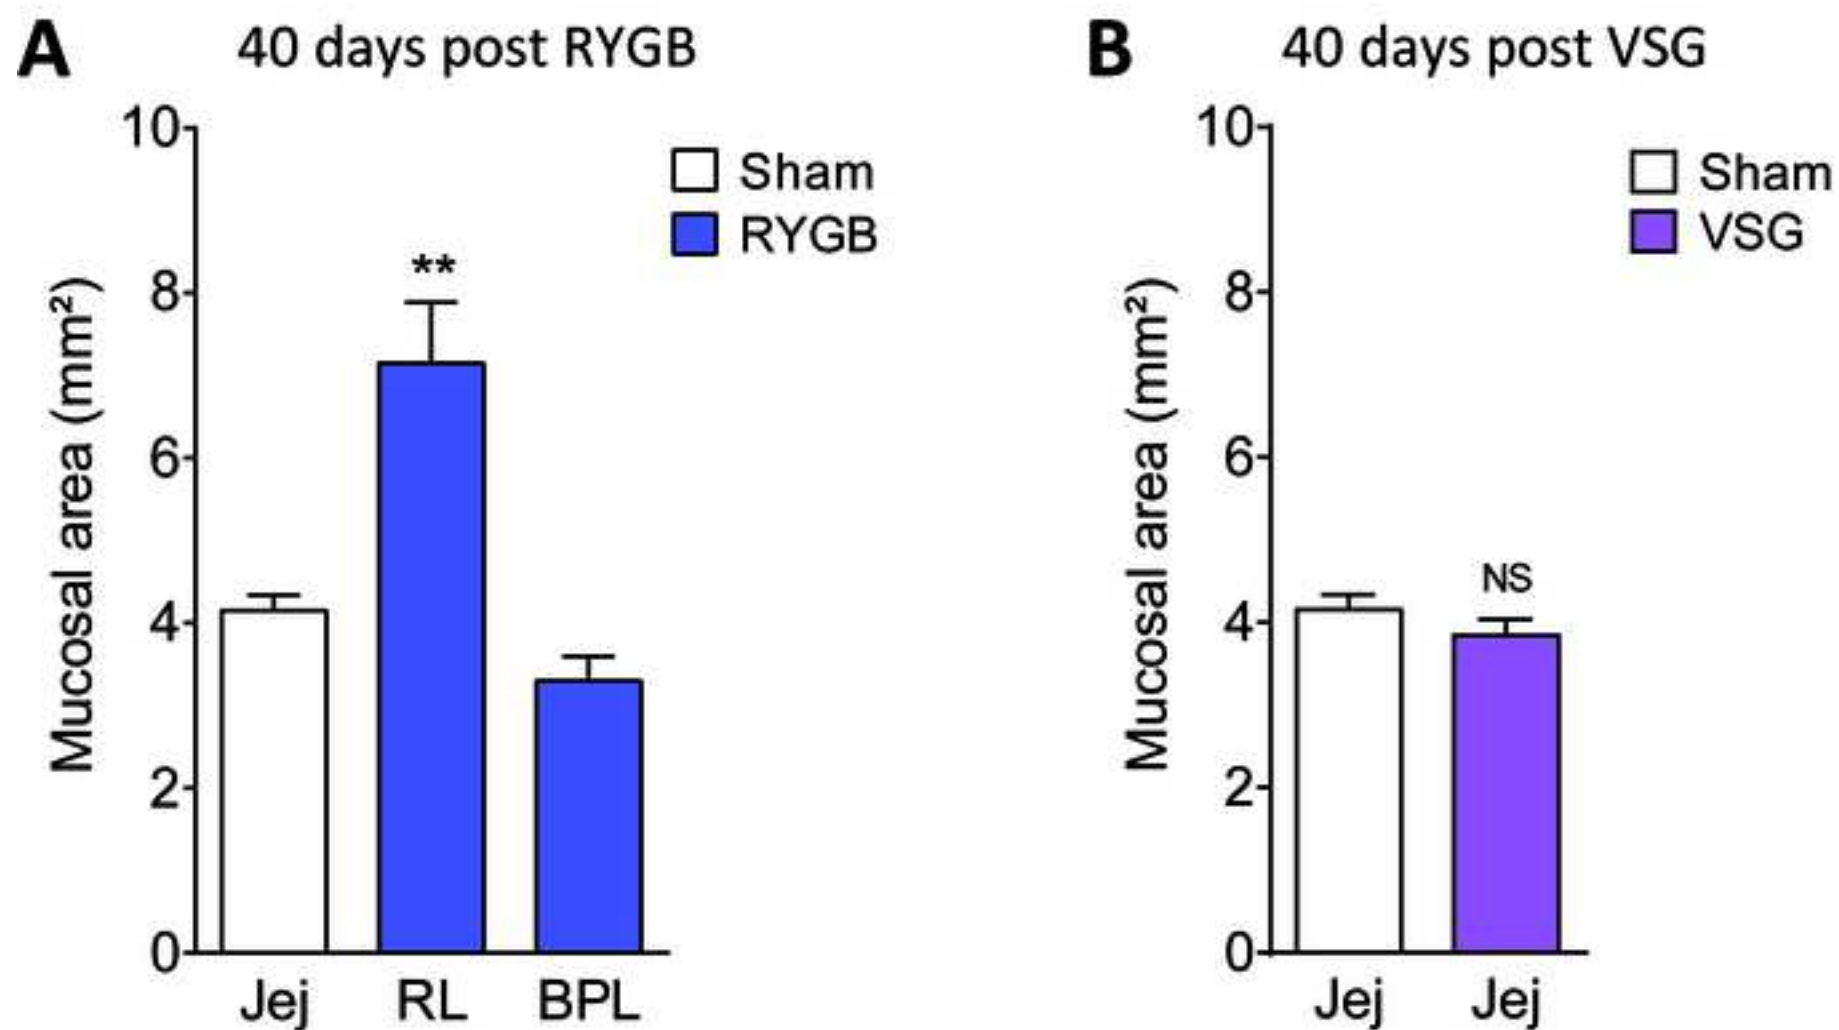 A 40 days post RYGB
Mucosal area (mm²)
10
8
6
4
2
0
**
Sham
RYGB
Jej RL BPL
B 40 days post VSG
Mucosal area (mm²)
10
8
6
4
2
0
NS
Sham
VSG
Jej Jej